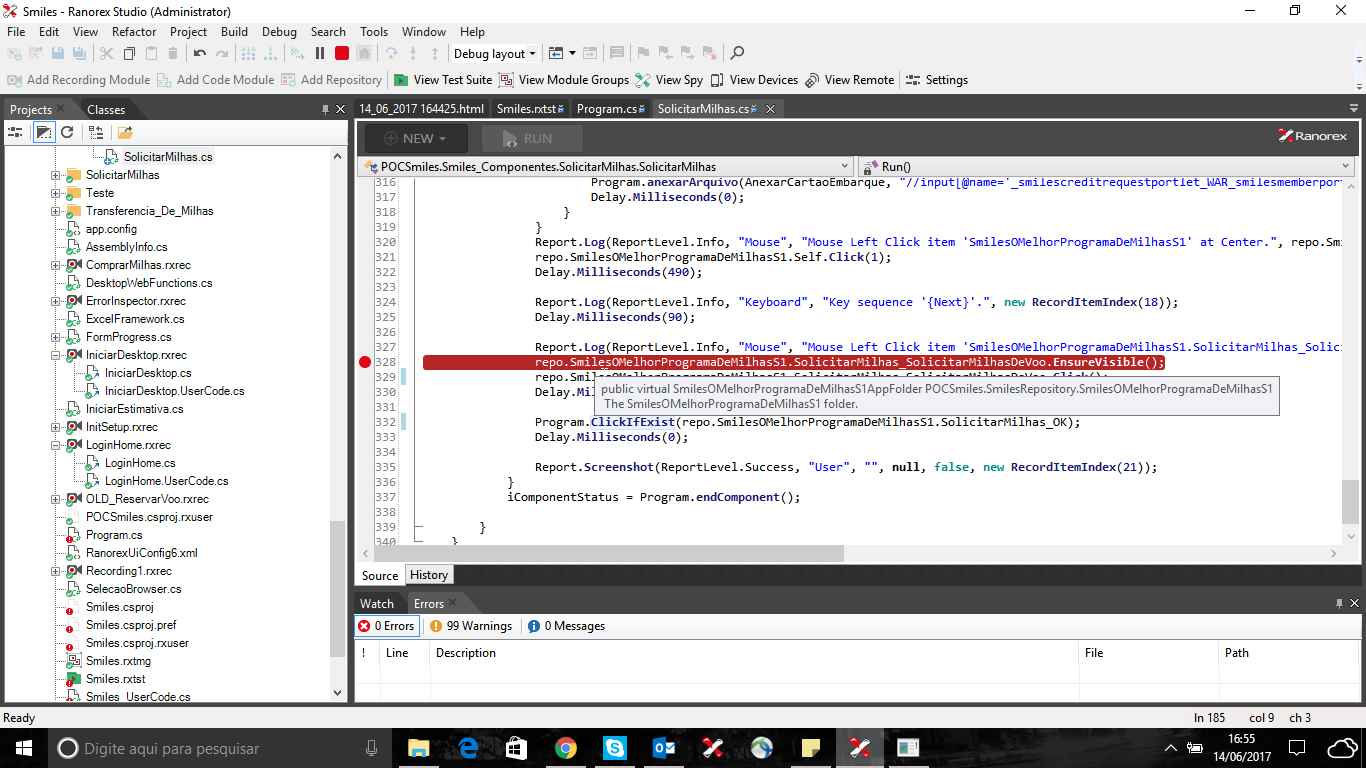 Smiles - Ranorex Studio (Administrator)
File Edit View Refactor Project Build Debug Search Tools Window Help
Debug layout
Add Recording Module Add Code Module Add Repository View Test Suite View Module Groups View Spy View Devices View Remote Settings
Projects Classes
14_06_2017 164425.html Smiles.rxtst Program.cs SolicitarMilhas.cs
NEW RUN Ranorex
POCSmiles.Smiles_Componentes.SolicitarMilhas.SolicitarMilhas Run()
SolicitarMilhas.cs
SolicitarMilhas
Teste
Transferencia_De_Milhas
app.config
AssemblyInfo.cs
ComprarMilhas.rxrec
DesktopWebFunctions.cs
ErrorInspector.rxrec
ExcelFramework.cs
FormProgress.cs
IniciarDesktop.rxrec
IniciarDesktop.cs
IniciarDesktop.UserCode.cs
IniciarEstimativa.cs
InitSetup.rxrec
LoginHome.rxrec
LoginHome.cs
LoginHome.UserCode.cs
OLD_ReservarVoo.rxrec
POCSmiles.csproj.rxuser
Program.cs
RanorexUiConfig6.xml
Recording1.rxrec
SelecaoBrowser.cs
Smiles.csproj
Smiles.csproj.pref
Smiles.csproj.rxuser
Smiles.rxtmg
Smiles.rxtst
Smiles_UserCode.cs
316 Program.anexarArquivo(AnexarCartaoEmbarque, "//input[@name='_smilescreditrequestportlet_WAR_smilesmemberpor
317 Delay.Milliseconds(0);
318 }
319 }
320 Report.Log(ReportLevel.Info, "Mouse", "Mouse Left Click item 'SmilesOMelhorProgramaDeMilhasS1' at Center.", repo.Smi
321 repo.SmilesOMelhorProgramaDeMilhasS1.Self.Click(1);
322 Delay.Milliseconds(490);
323
324 Report.Log(ReportLevel.Info, "Keyboard", "Key sequence '{Next}'.", new RecordItemIndex(18));
325 Delay.Milliseconds(90);
326
327 Report.Log(ReportLevel.Info, "Mouse", "Mouse Left Click item 'SmilesOMelhorProgramaDeMilhasS1.SolicitarMilhas_Solici
328 repo.SmilesOMelhorProgramaDeMilhasS1.SolicitarMilhas_SolicitarMilhasDeVoo.EnsureVisible();
329 repo.Smi
330 Delay.Mi
public virtual SmilesOMelhorProgramaDeMilhasS1AppFolder POCSmiles.SmilesRepository.SmilesOMelhorProgramaDeMilhasS1
The SmilesOMelhorProgramaDeMilhasS1 folder.
331
332 Program.ClickIfExist(repo.SmilesOMelhorProgramaDeMilhasS1.SolicitarMilhas_OK);
333 Delay.Milliseconds(0);
334
335 Report.Screenshot(ReportLevel.Success, "User", "", null, false, new RecordItemIndex(21));
336 }
337 iComponentStatus = Program.endComponent();
338
339 }
340 }
Source History
Watch Errors
0 Errors 99 Warnings 0 Messages
! Line Description File Path
Ready ln 185 col 9 ch 3
Digite aqui para pesquisar
16:55
14/06/2017